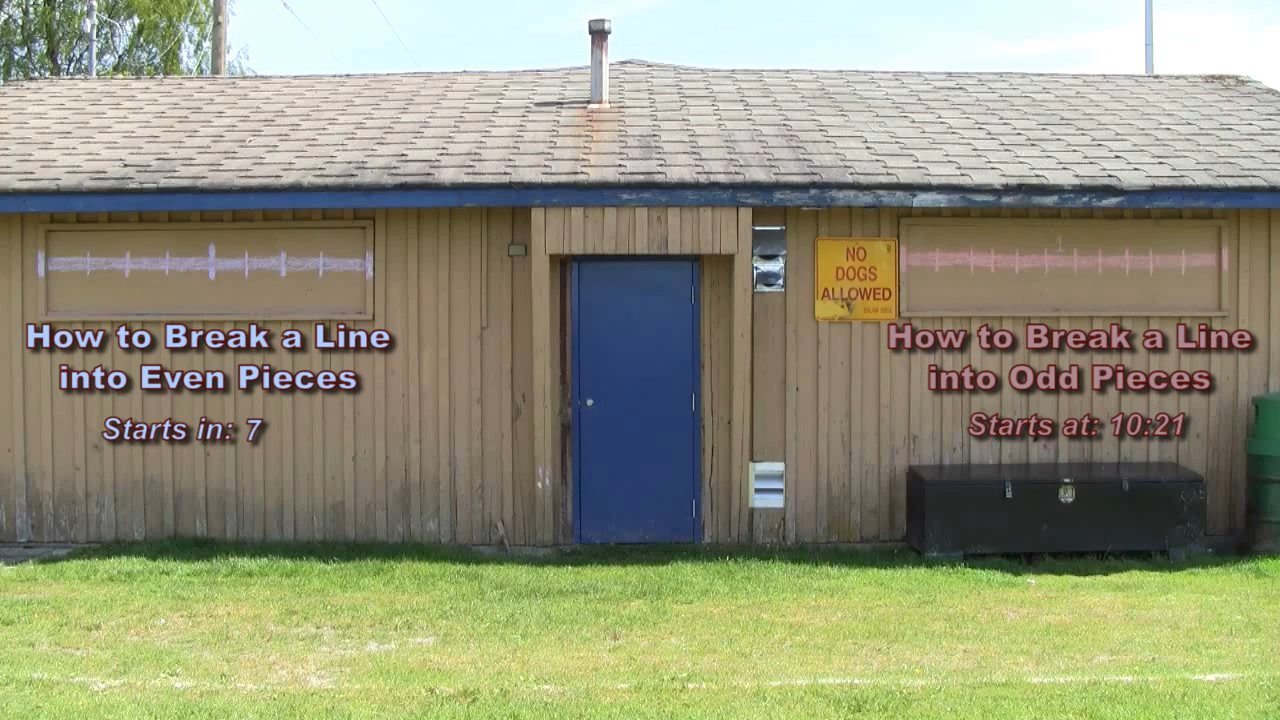 How to Break a Line
into Even Pieces
Starts in: 7
NO
DOGS
ALLOWED
1
How to Break a Line
into Odd Pieces
Starts at: 10:21